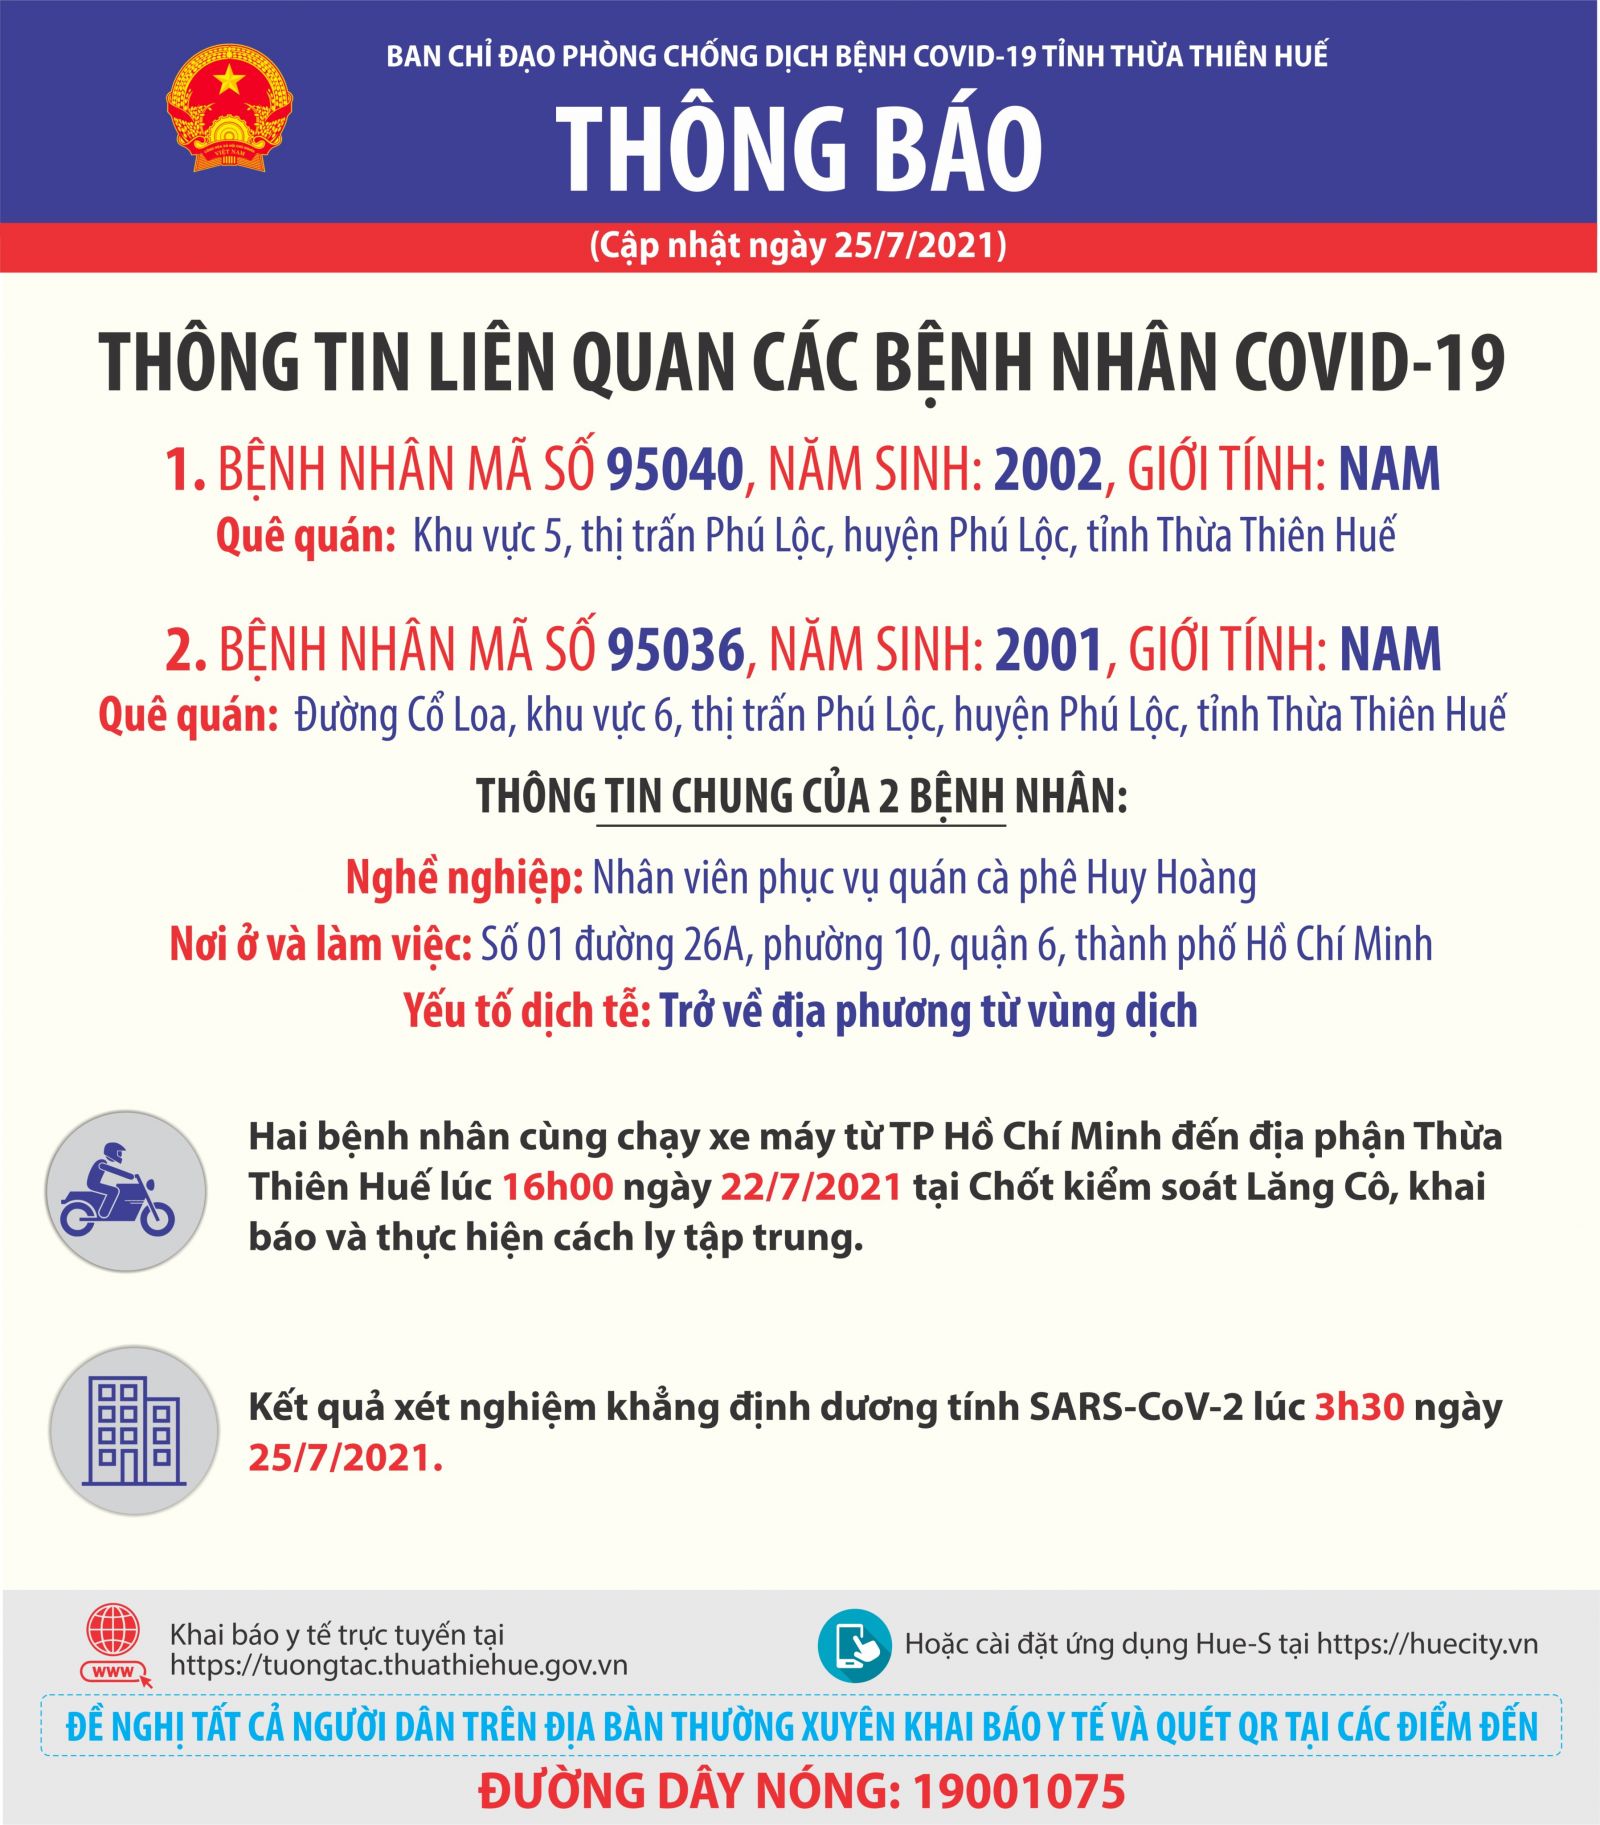 BAN CHỈ ĐẠO PHÒNG CHỐNG DỊCH BỆNH COVID-19 TỈNH THỪA THIÊN HUẾ
THÔNG BÁO
(Cập nhật ngày 25/7/2021)
THÔNG TIN LIÊN QUAN CÁC BỆNH NHÂN COVID-19
1. BỆNH NHÂN MÃ SỐ 95040, NĂM SINH: 2002, GIỚI TÍNH: NAM
Quê quán: Khu vực 5, thị trấn Phú Lộc, huyện Phú Lộc, tỉnh Thừa Thiên Huế
2. BỆNH NHÂN MÃ SỐ 95036, NĂM SINH: 2001, GIỚI TÍNH: NAM
Quê quán: Đường Cổ Loa, khu vực 6, thị trấn Phú Lộc, huyện Phú Lộc, tỉnh Thừa Thiên Huế
THÔNG TIN CHUNG CỦA 2 BỆNH NHÂN:
Nghề nghiệp: Nhân viên phục vụ quán cà phê Huy Hoàng
Nơi ở và làm việc: Số 01 đường 26A, phường 10, quận 6, thành phố Hồ Chí Minh
Yếu tố dịch tễ: Trở về địa phương từ vùng dịch
Hai bệnh nhân cùng chạy xe máy từ TP Hồ Chí Minh đến địa phận Thừa
Thiên Huế lúc 16h00 ngày 22/7/2021 tại Chốt kiểm soát Lăng Cô, khai
báo và thực hiện cách ly tập trung.
Kết quả xét nghiệm khẳng định dương tính SARS-CoV-2 lúc 3h30 ngày
25/7/2021.
Khai báo y tế trực tuyến tại
https://tuongtac.thuathiehue.gov.vn
www
Hoặc cài đặt ứng dụng Hue-S tại https://huecity.vn
ĐỀ NGHỊ TẤT CẢ NGƯỜI DÂN TRÊN ĐỊA BÀN THƯỜNG XUYÊN KHAI BÁO Y TẾ VÀ QUÉT QR TẠI CÁC ĐIỂM ĐẾN
ĐƯỜNG DÂY NÓNG: 19001075